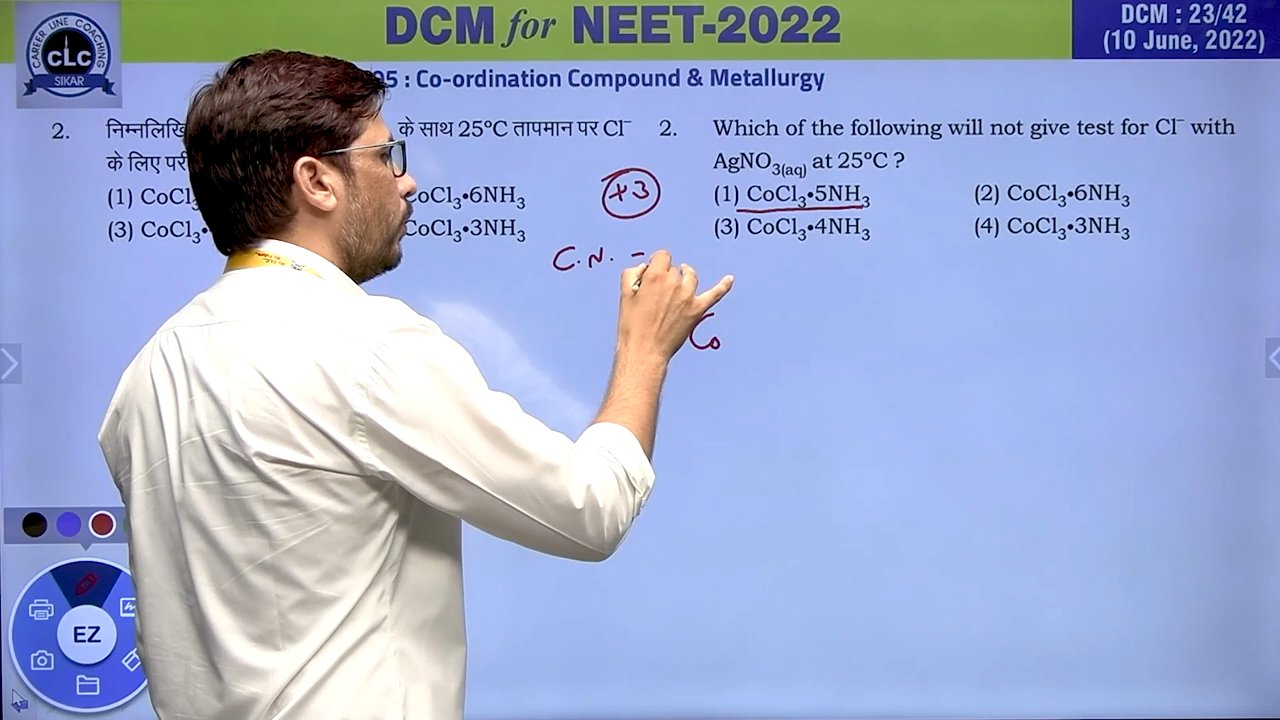 DCM for NEET-2022
DCM : 23/42
(10 June, 2022)
CAREER LINE COACHING
CLC
SIKAR
05 : Co-ordination Compound & Metallurgy
2.
के साथ 25°C तापमान पर Cl⁻
के लिए
(1) CoCl₃
CoCl₃•6NH₃
(3) CoCl₃•
CoCl₃•3NH₃
2. Which of the following will not give test for Cl⁻ with
AgNO₃(aq) at 25°C ?
(1) CoCl₃•5NH₃ (2) CoCl₃•6NH₃
(3) CoCl₃•4NH₃ (4) CoCl₃•3NH₃
+3
C.N. =
Co
EZ